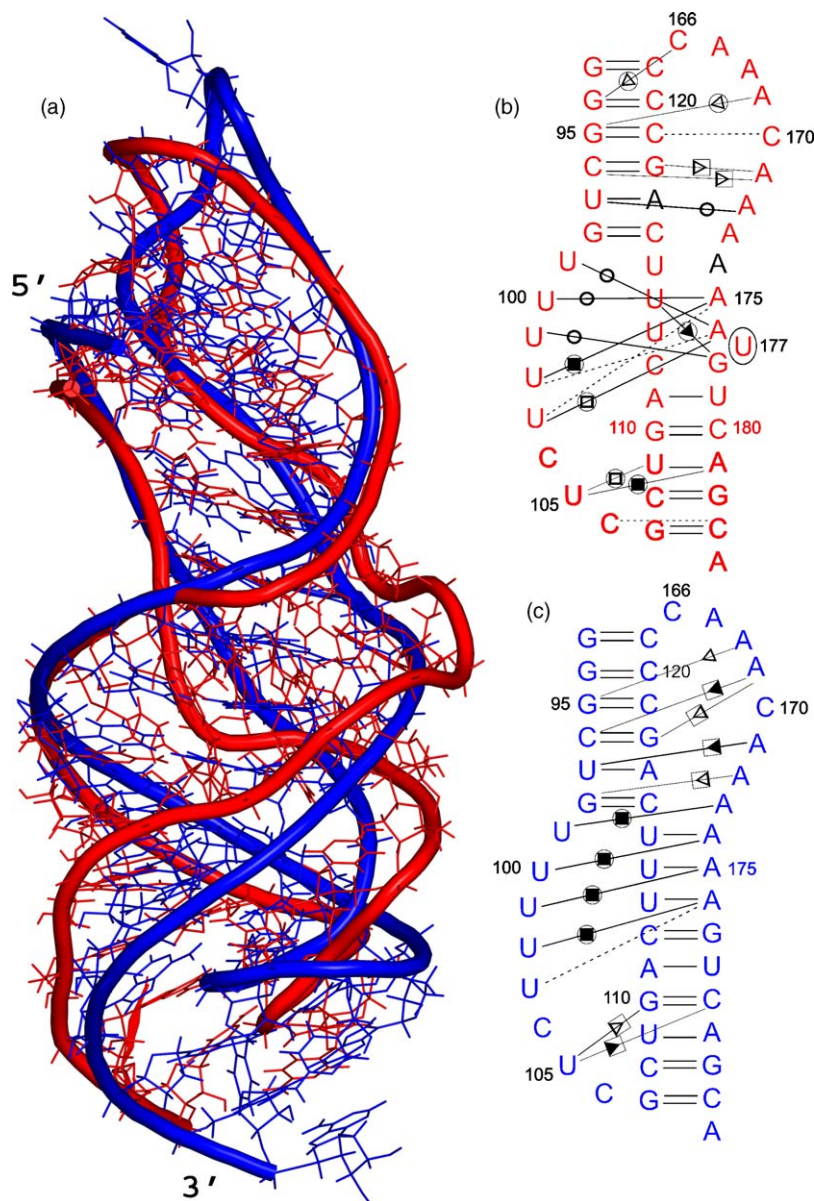 (a)
5'
3'
(b)
166
C A
G C A
G C 120 A
95 G C C 170
C G A
U A A
G C A
U U A
100 U U A 175
U U A U 177
U C G
U A U
110 G C 180
C U A
105 U C G
C G C
A
(c)
166
C A
G C A
G C 120 A
95 G C C 170
C G A
U A A
G C A
U U A
100 U U A 175
U U A
U C G
U A U
110 G C
C U A
105 U C G
C G C
A